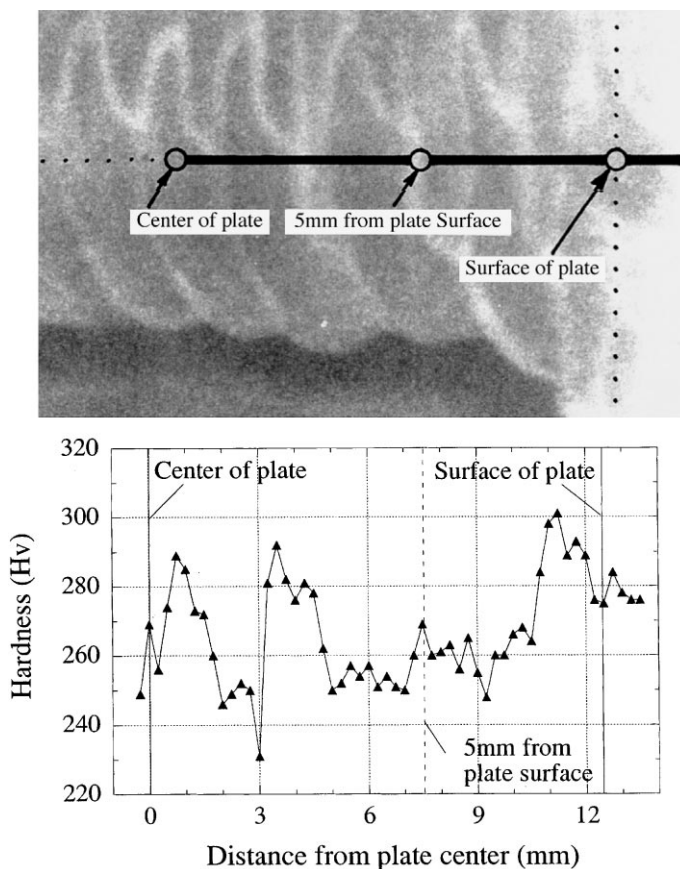 Center of plate
5mm from plate Surface
Surface of plate
320
300
280
260
240
220
Hardness (Hv)
Center of plate
Surface of plate
5mm from
plate surface
0
3
6
9
12
Distance from plate center (mm)